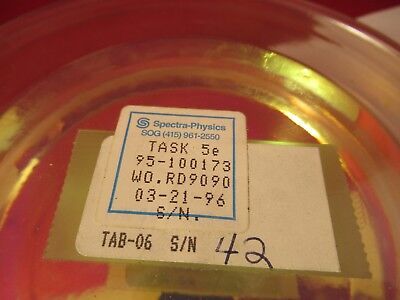 Spectra-Physics
SOG (415) 961-2550
TASK 5e
95-100173
WO.RD9090
03-21-96
S/N.
TAB-06 S/N 42